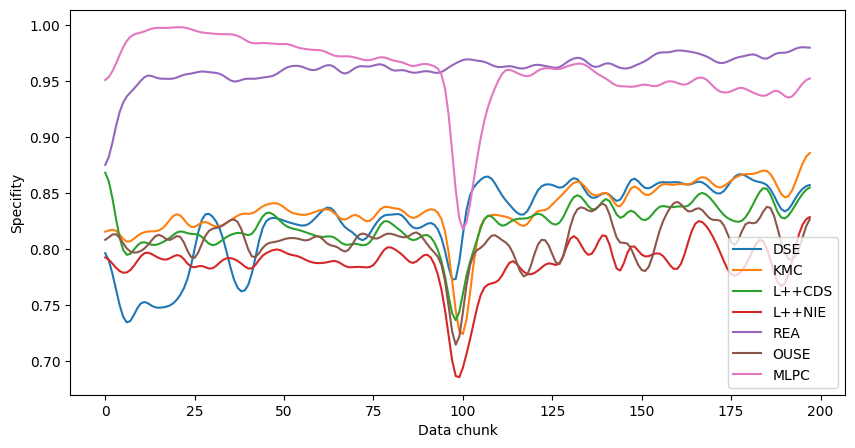 1.00
0.95
0.90
0.85
0.80
0.75
0.70
Specifity
0 25 50 75 100 125 150 175 200
Data chunk
DSE
KMC
L++CDS
L++NIE
REA
OUSE
MLPC